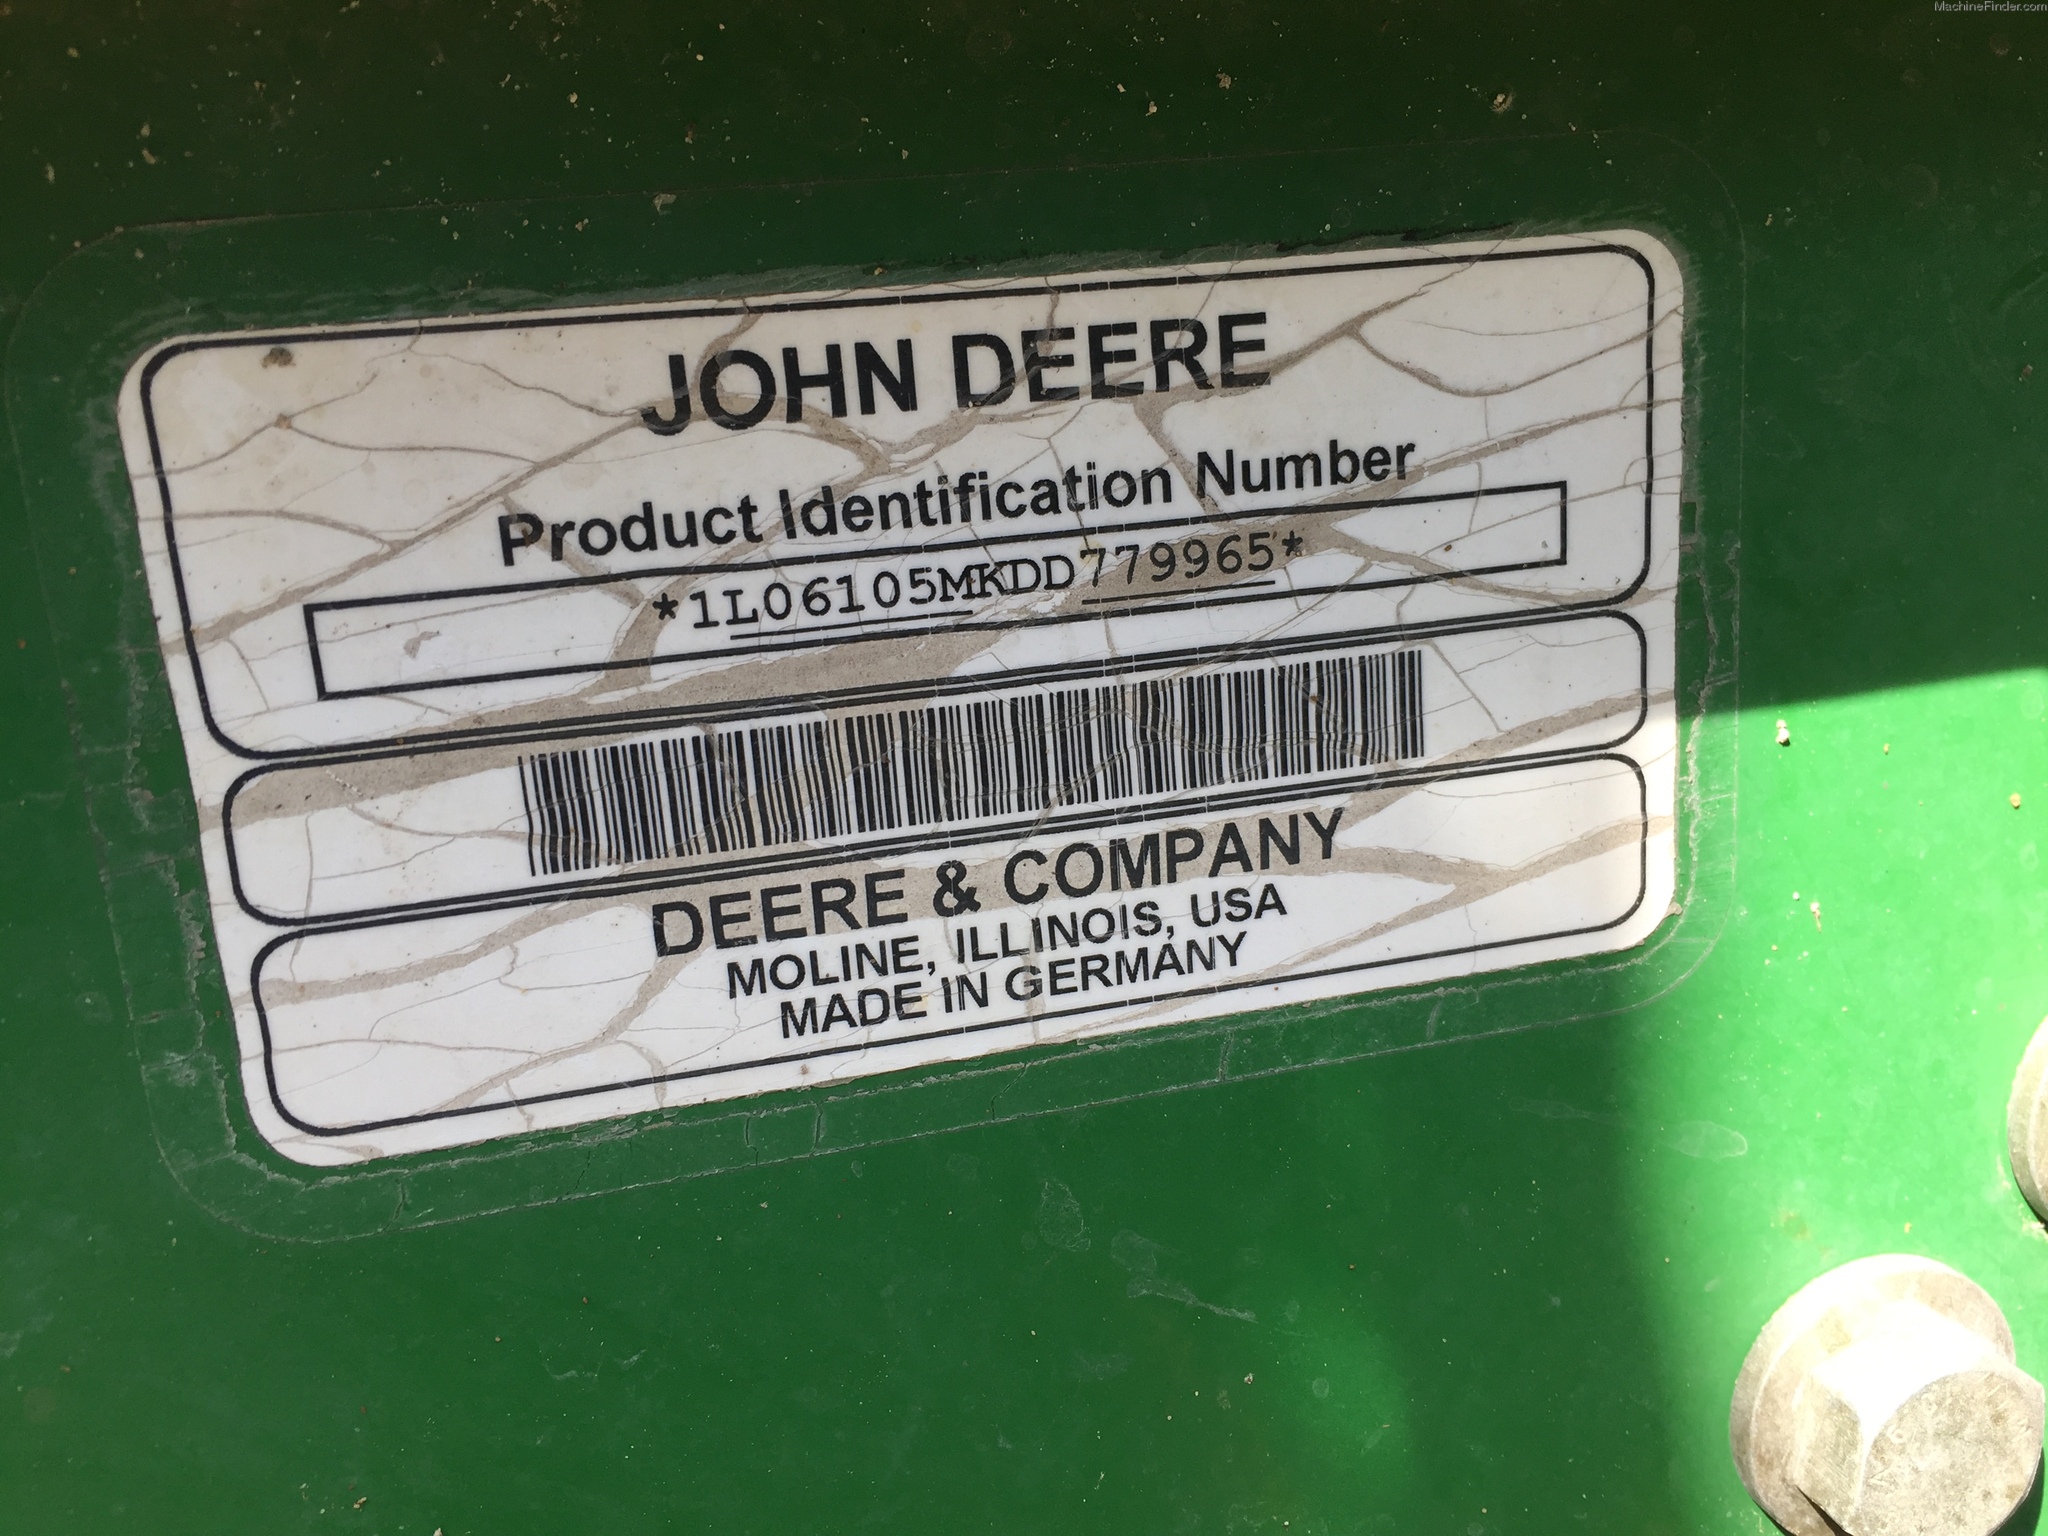 MachineFinder.com
JOHN DEERE
Product Identification Number
*1L06105MKDD779965*
DEERE & COMPANY
MOLINE, ILLINOIS, USA
MADE IN GERMANY